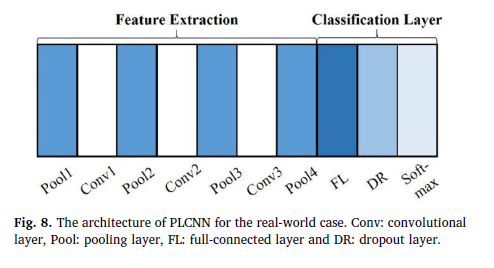 Feature Extraction Classification Layer
Pool1 Conv1 Pool2 Conv2 Pool3 Conv3 Pool4 FL DR Soft-
max
Fig. 8. The architecture of PLCNN for the real-world case. Conv: convolutional
layer, Pool: pooling layer, FL: full-connected layer and DR: dropout layer.